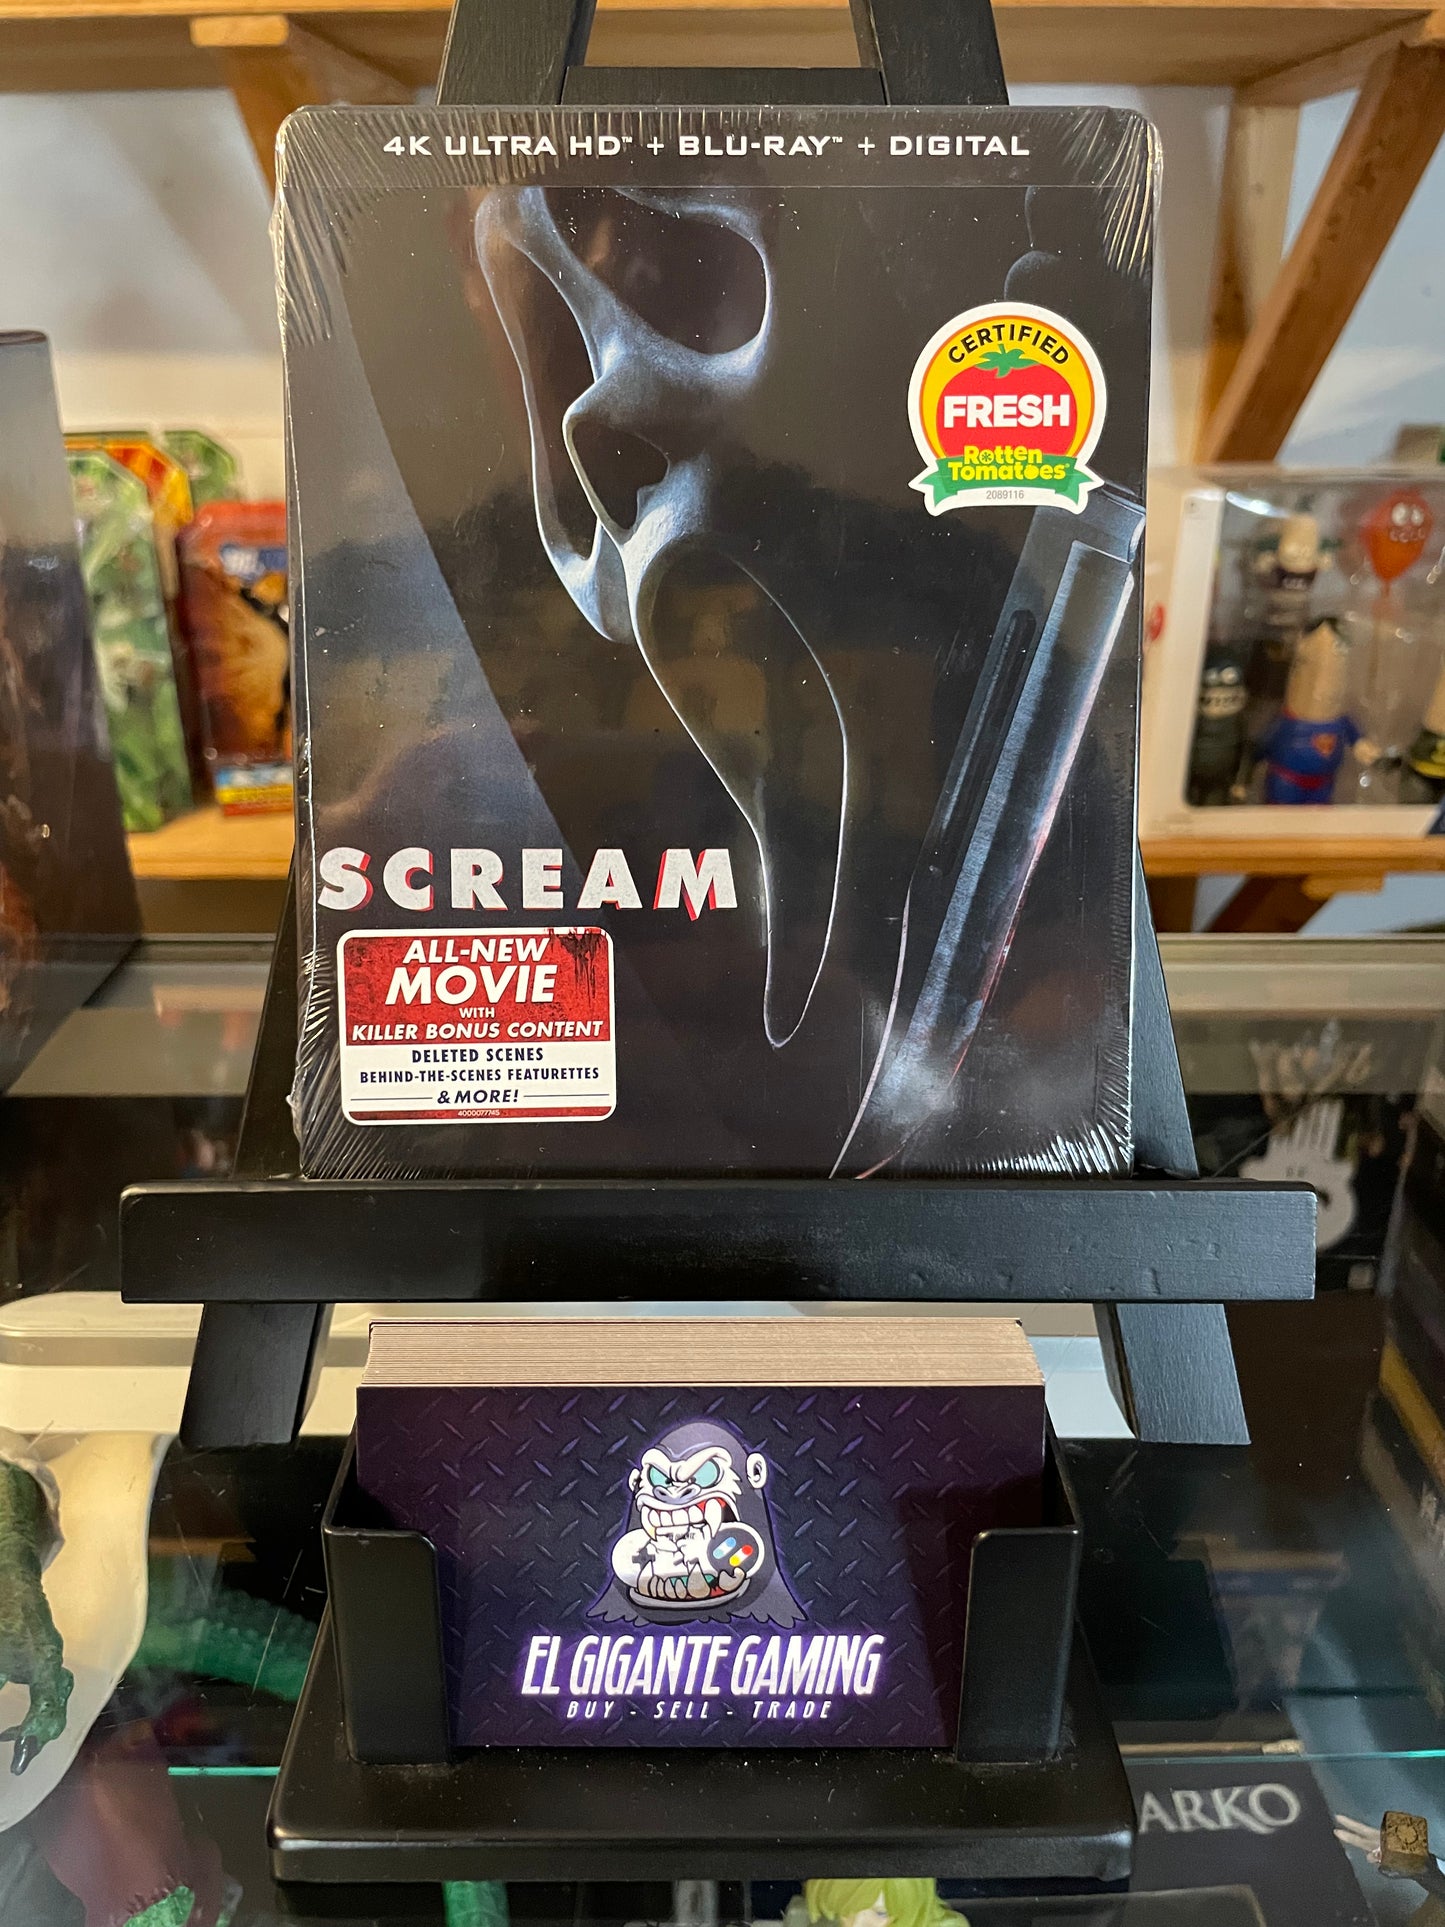 4K ULTRA HD™ + BLU-RAY™ + DIGITAL
CERTIFIED
FRESH
Rotten
Tomatoes®
2089116
SCREAM
ALL-NEW
MOVIE
WITH
KILLER BONUS CONTENT
DELETED SCENES
BEHIND-THE-SCENES FEATURETTES
& MORE!
4000077745
EL GIGANTE GAMING
BUY - SELL - TRADE
ARKO